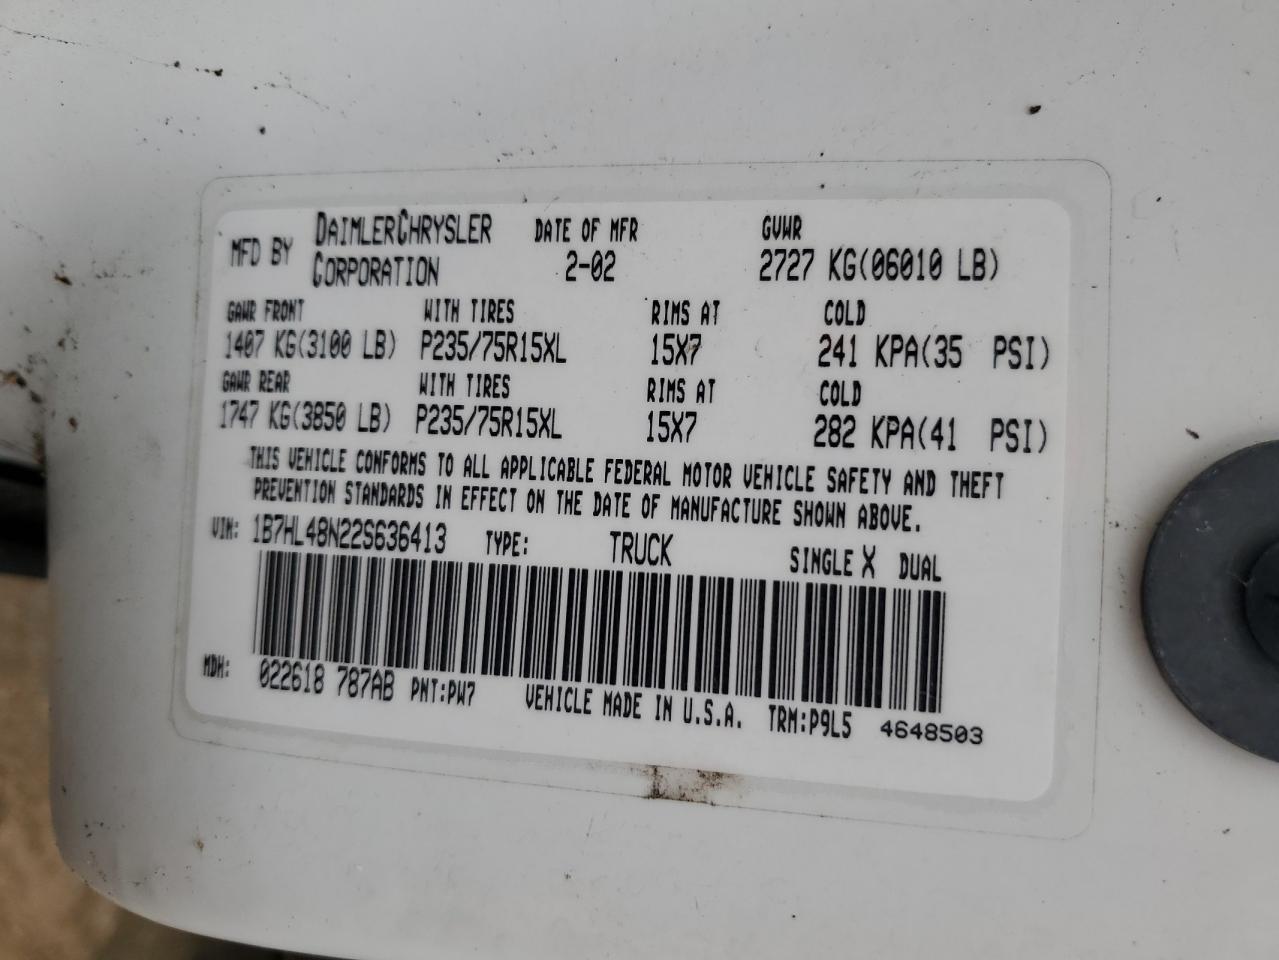 MFD BY DAIMLERCHRYSLER CORPORATION DATE OF MFR 2-02 GVWR 2727 KG(06010 LB)
GAWR FRONT WITH TIRES RIMS AT COLD
1407 KG(3100 LB) P235/75R15XL 15X7 241 KPA(35 PSI)
GAWR REAR WITH TIRES RIMS AT COLD
1747 KG(3850 LB) P235/75R15XL 15X7 282 KPA(41 PSI)
THIS VEHICLE CONFORMS TO ALL APPLICABLE FEDERAL MOTOR VEHICLE SAFETY AND THEFT
PREVENTION STANDARDS IN EFFECT ON THE DATE OF MANUFACTURE SHOWN ABOVE.
VIN: 1B7HL48N22S636413 TYPE: TRUCK SINGLE X DUAL
MDH: 022618 787AB PNT:PW7 VEHICLE MADE IN U.S.A. TRM:P9L5 4648503